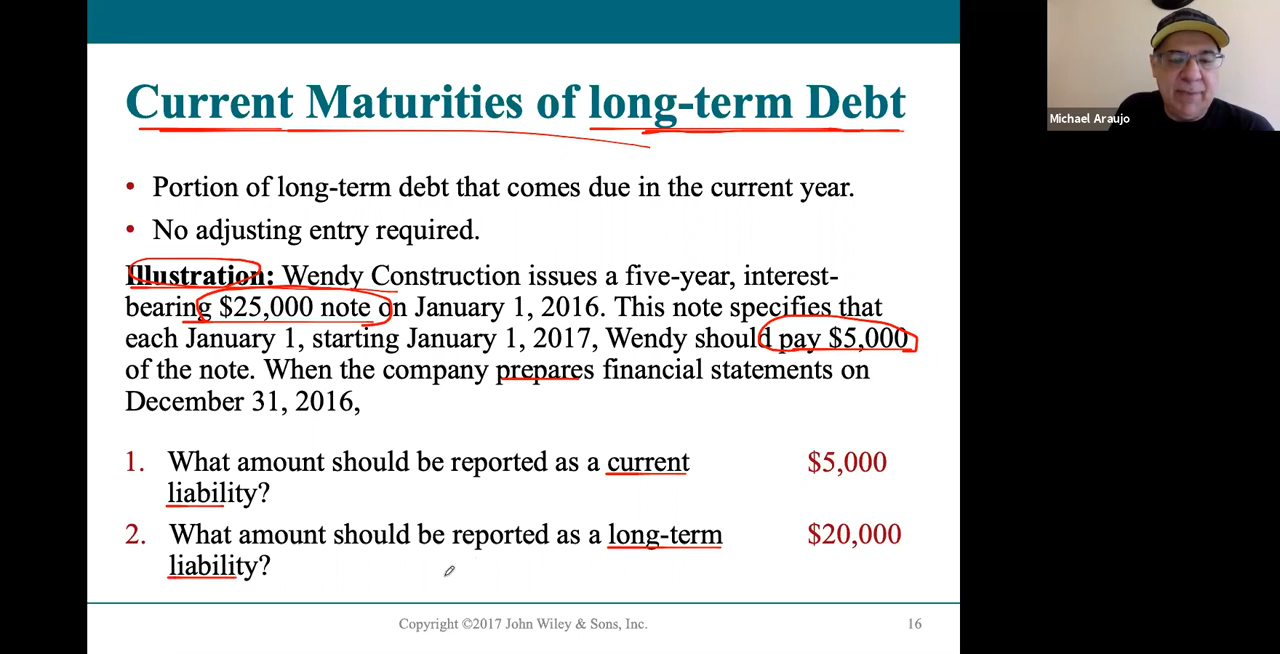 Current Maturities of long-term Debt
• Portion of long-term debt that comes due in the current year.
• No adjusting entry required.
Illustration: Wendy Construction issues a five-year, interest-
bearing $25,000 note on January 1, 2016. This note specifies that
each January 1, starting January 1, 2017, Wendy should pay $5,000
of the note. When the company prepares financial statements on
December 31, 2016,
1. What amount should be reported as a current $5,000
liability?
2. What amount should be reported as a long-term $20,000
liability?
Copyright ©2017 John Wiley & Sons, Inc. 16
Michael Araujo